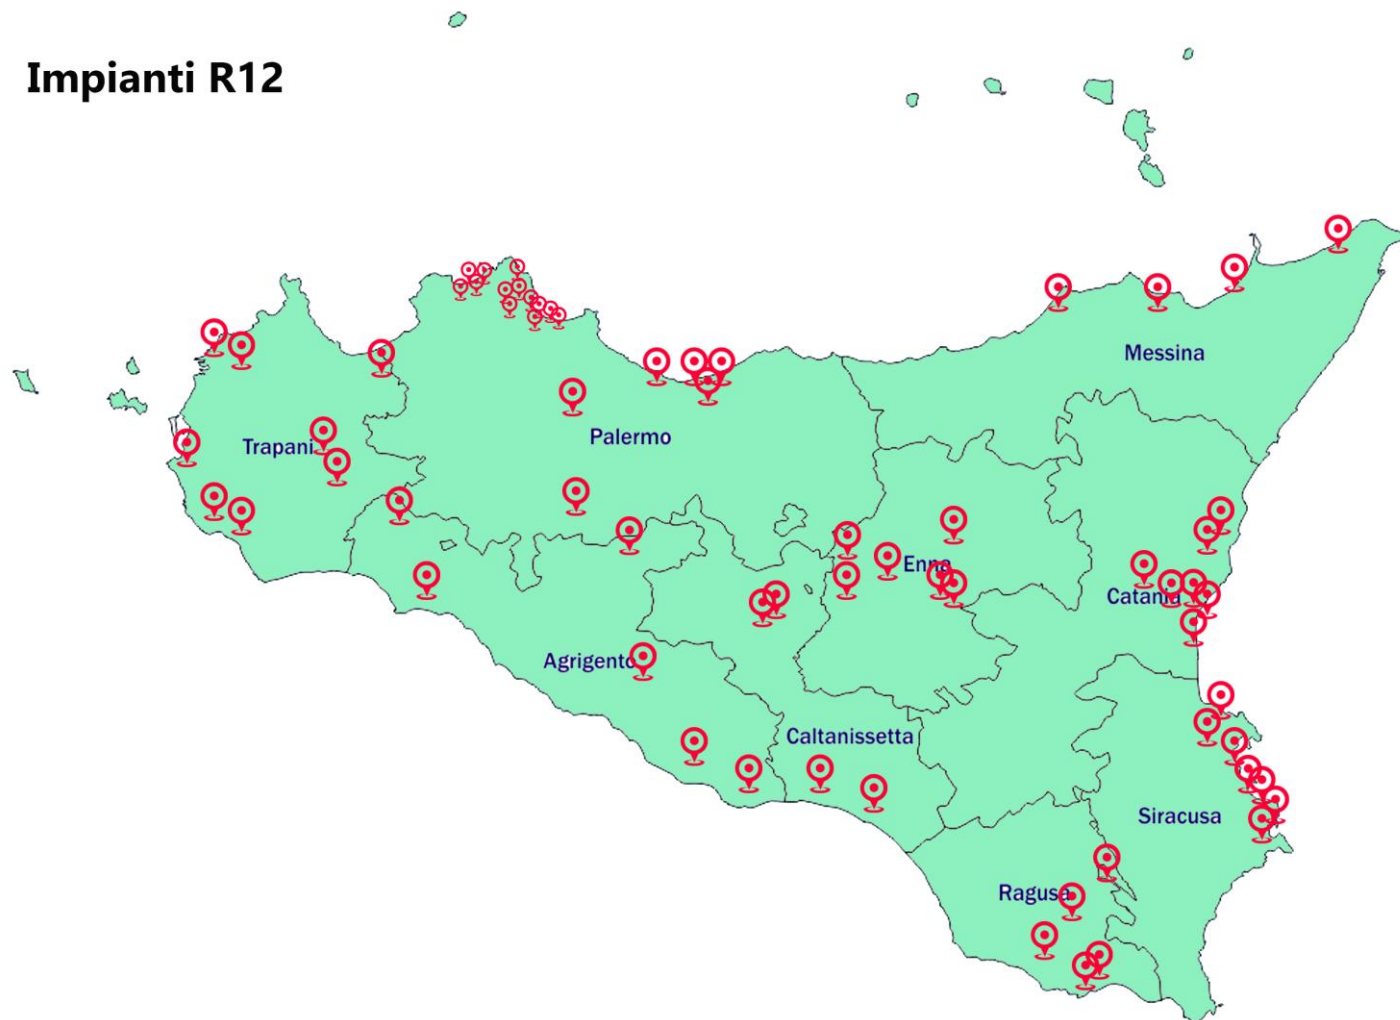 Impianti R12
Messina
Palermo
Trapani
Enna
Catania
Agrigento
Caltanissetta
Siracusa
Ragusa